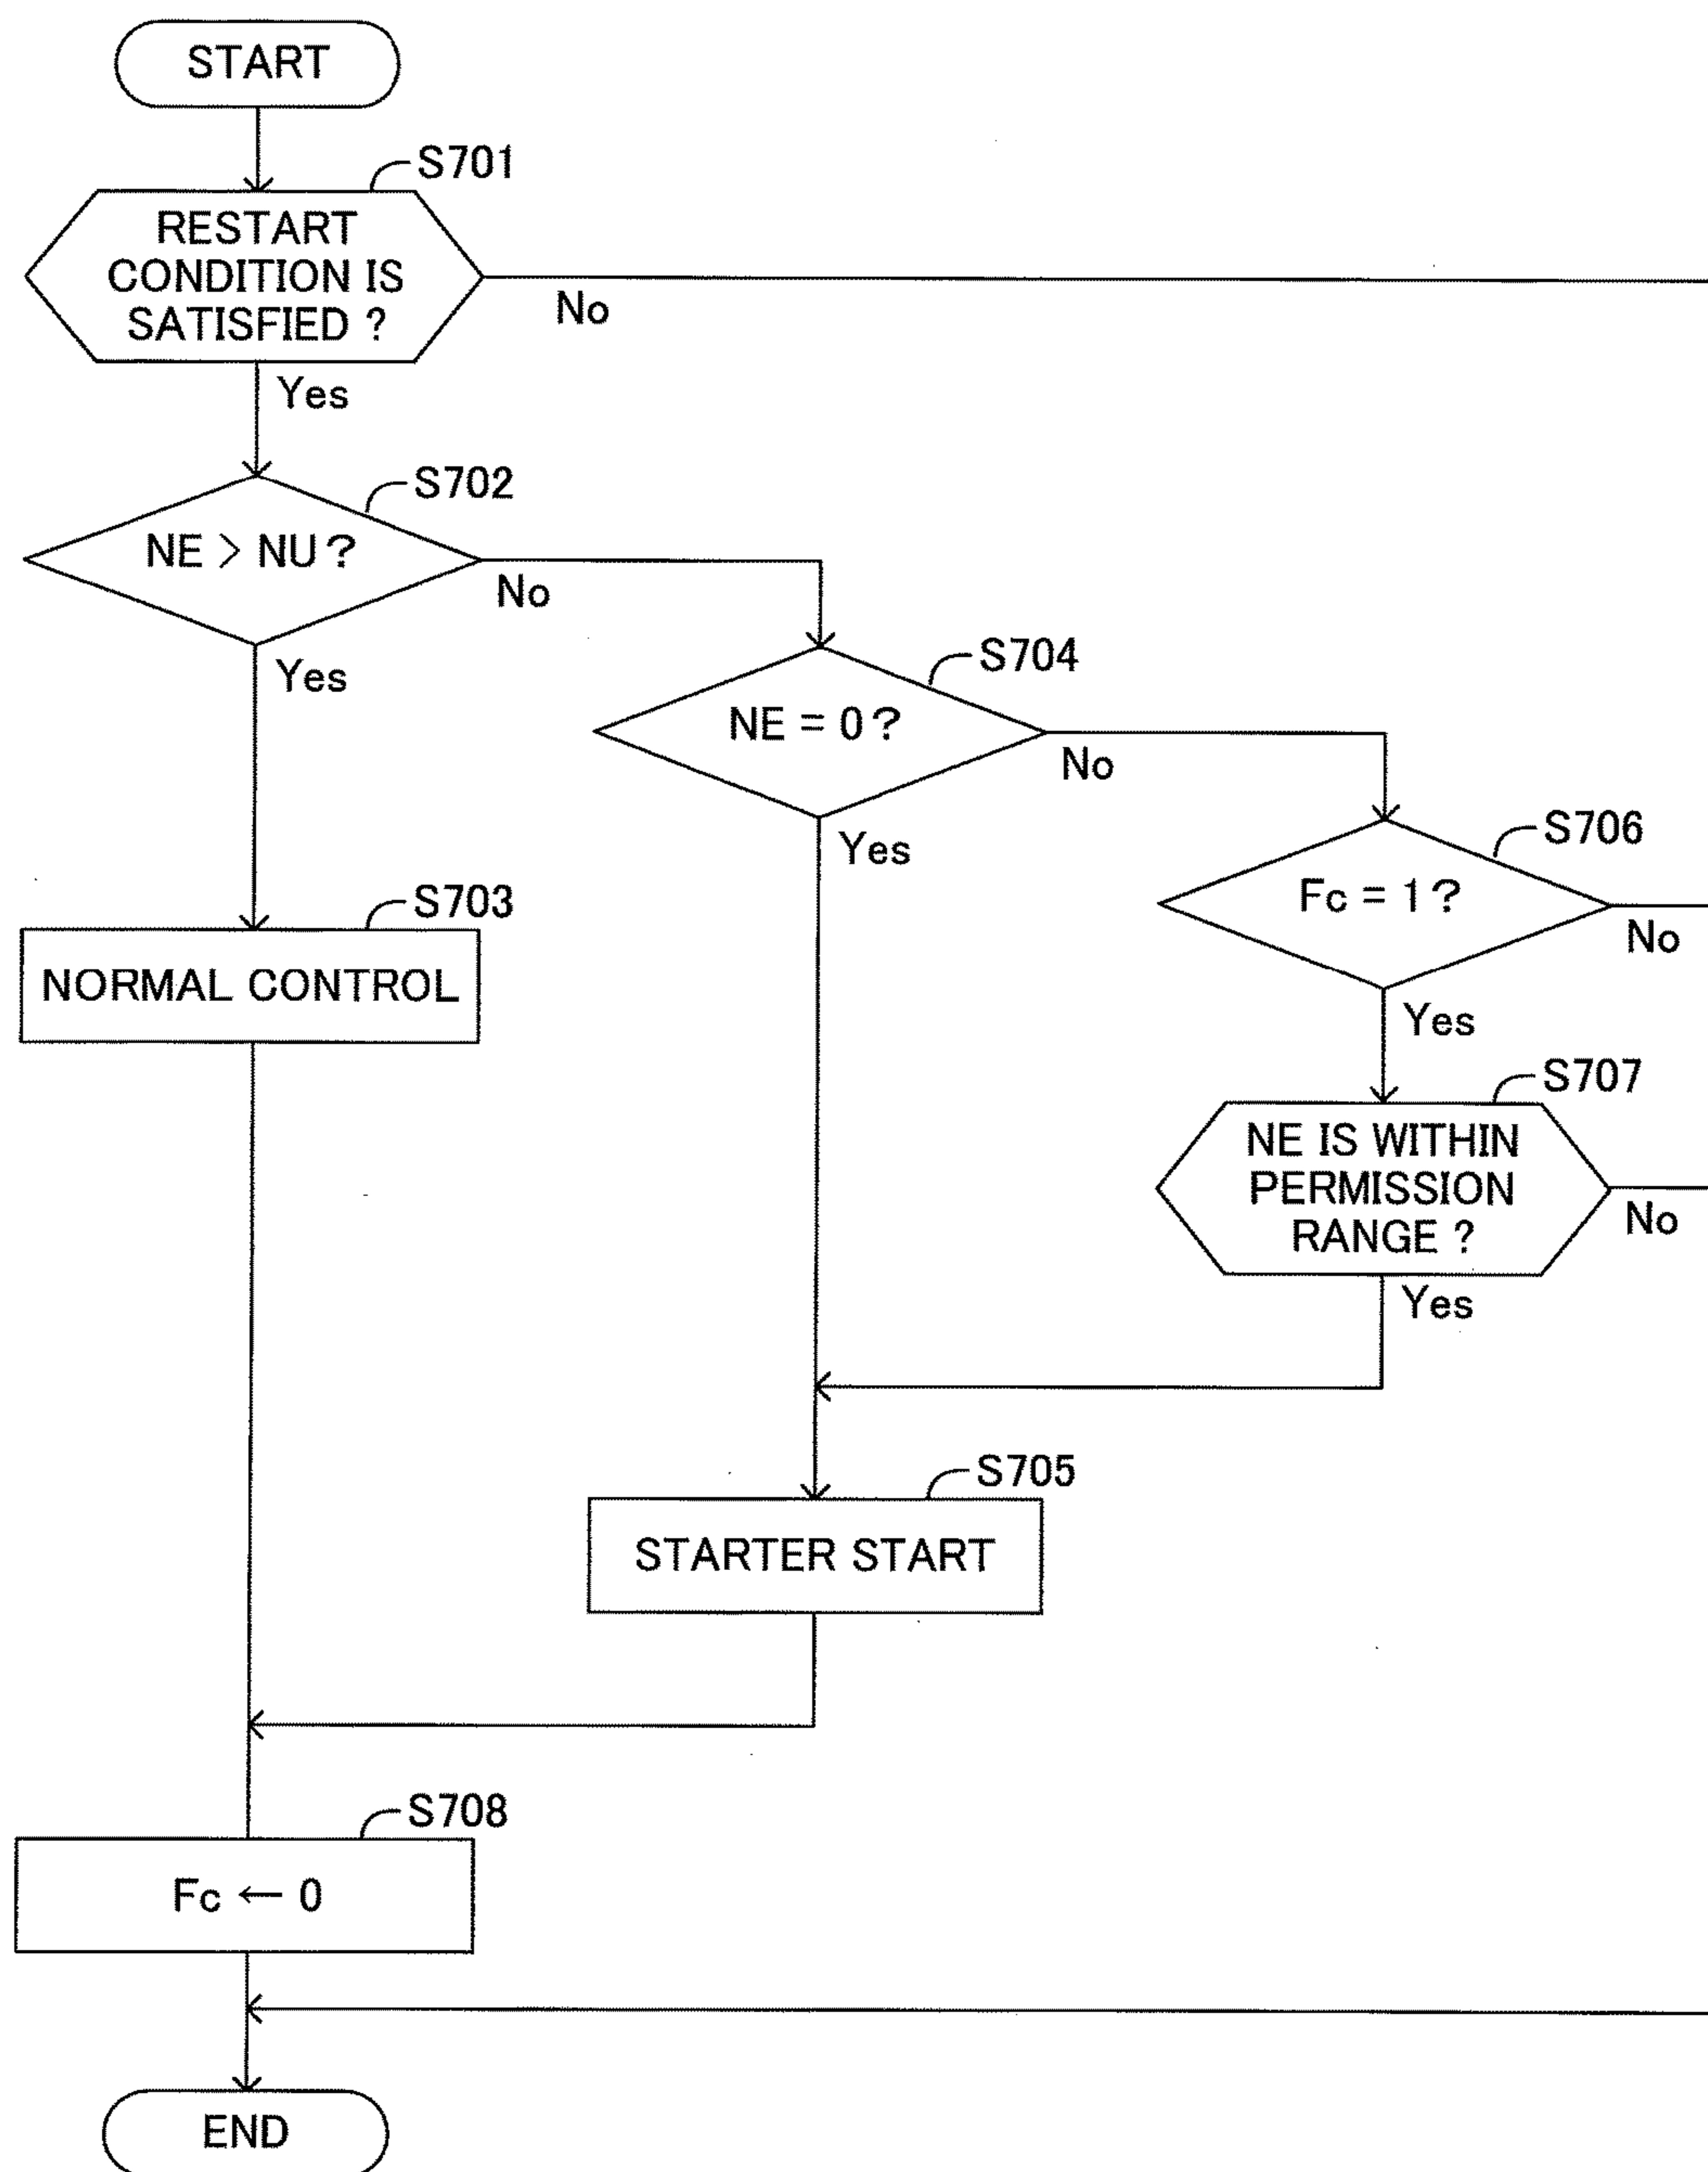 START
S701
RESTART
CONDITION IS
SATISFIED ?
No
Yes
S702
NE > NU ?
No
Yes
S704
NE = 0 ?
No
Yes
S706
Fc = 1 ?
No
Yes
S703
NORMAL CONTROL
S707
NE IS WITHIN
PERMISSION
RANGE ?
No
Yes
S705
STARTER START
S708
Fc ← 0
END